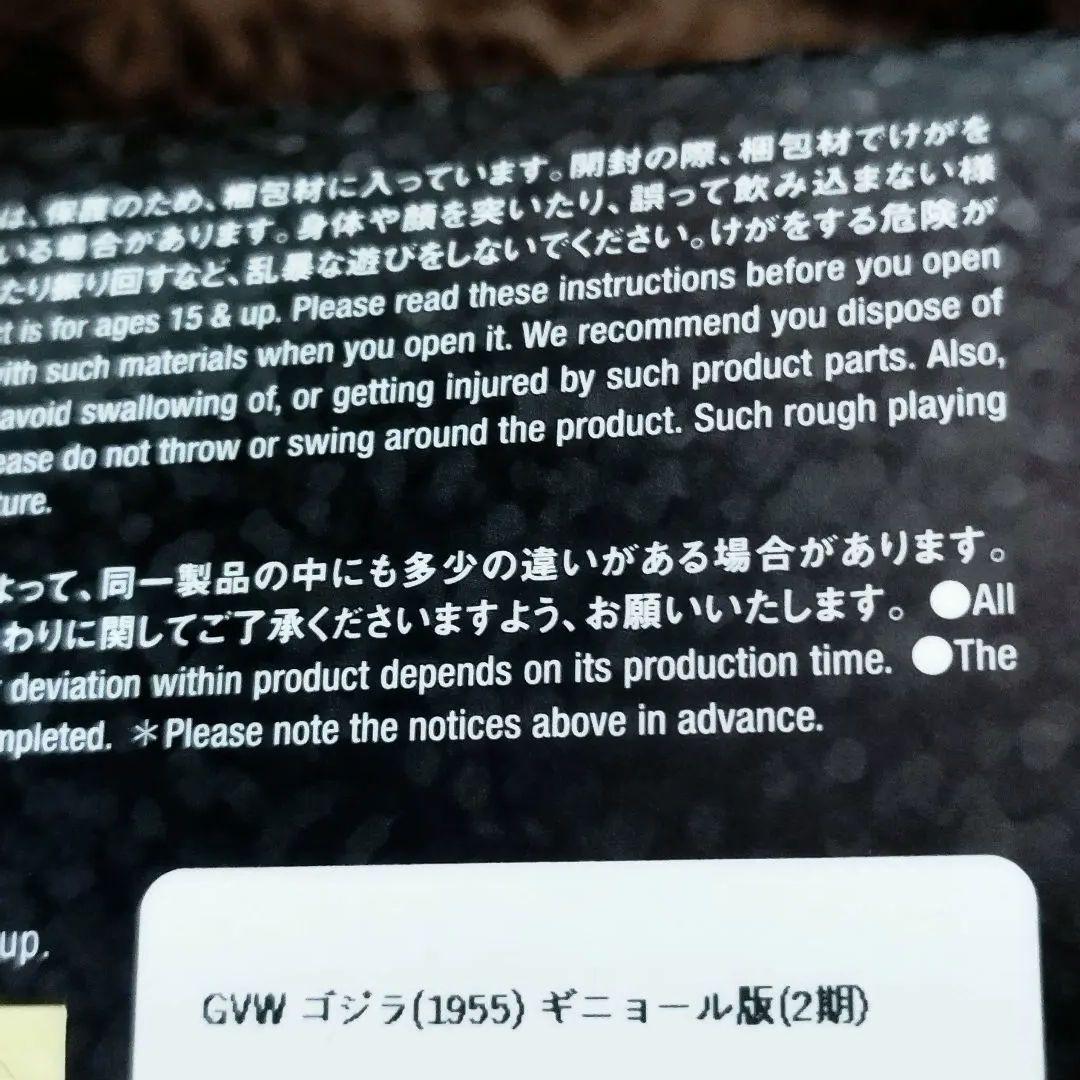 は、保護のため、梱包材に入っています。開封の際、梱包材でけがを
いる場合があります。身体や顔を突いたり、誤って飲み込まない様
たり振り回すなど、乱暴な遊びをしないでください。けがをする危険が
is for ages 15 & up. Please read these instructions before you open
with such materials when you open it. We recommend you dispose of
avoid swallowing of, or getting injured by such product parts. Also,
ease do not throw or swing around the product. Such rough playing
ture.
よって、同一製品の中にも多少の違いがある場合があります。
わりに関してご了承くださいますよう、お願いいたします。 ●All
deviation within product depends on its production time. ●The
mpleted. ＊Please note the notices above in advance.
up.
GVW ゴジラ(1955) ギニョール版(2期)